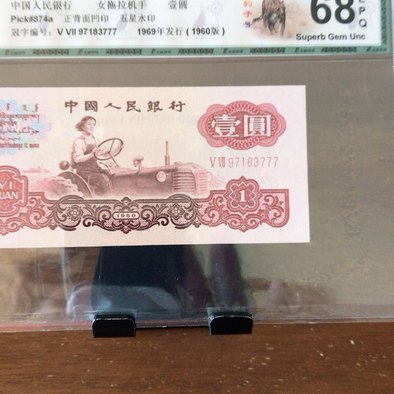 中国人民银行 女拖拉机手 壹圆
Pick#874a 正背面凹印 五星水印
冠字编号: V VII 97183777 1969年发行 (1960版)
68
EPQ
Superb Gem Unc
中國人民銀行
壹圓
V VII 97183777
YI
YUAN
1960
1